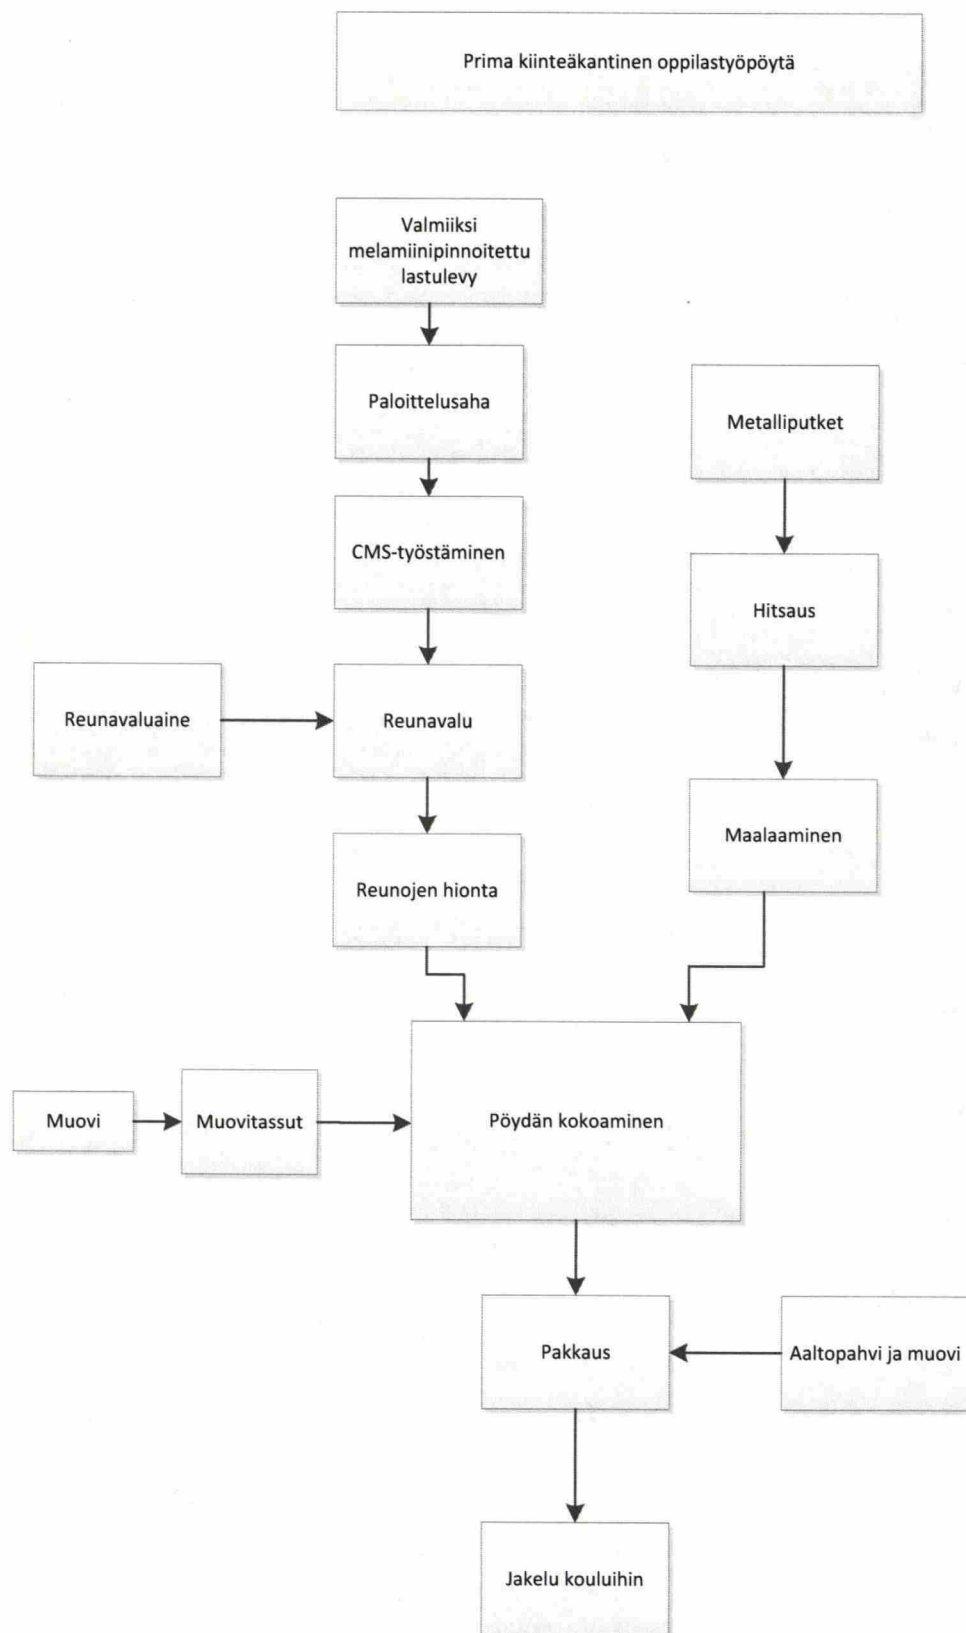 Prima kiinteäkantinen oppilastyöpöytä
Valmiiksi
melamiinipinnoitettu
lastulevy
Paloittelusaha
Metalliputket
CMS-työstäminen
Hitsaus
Reunavaluaine
Reunavalu
Maalaaminen
Reunojen hionta
Muovi
Muovitassut
Pöydän kokoaminen
Pakkaus
Aaltopahvi ja muovi
Jakelu kouluihin